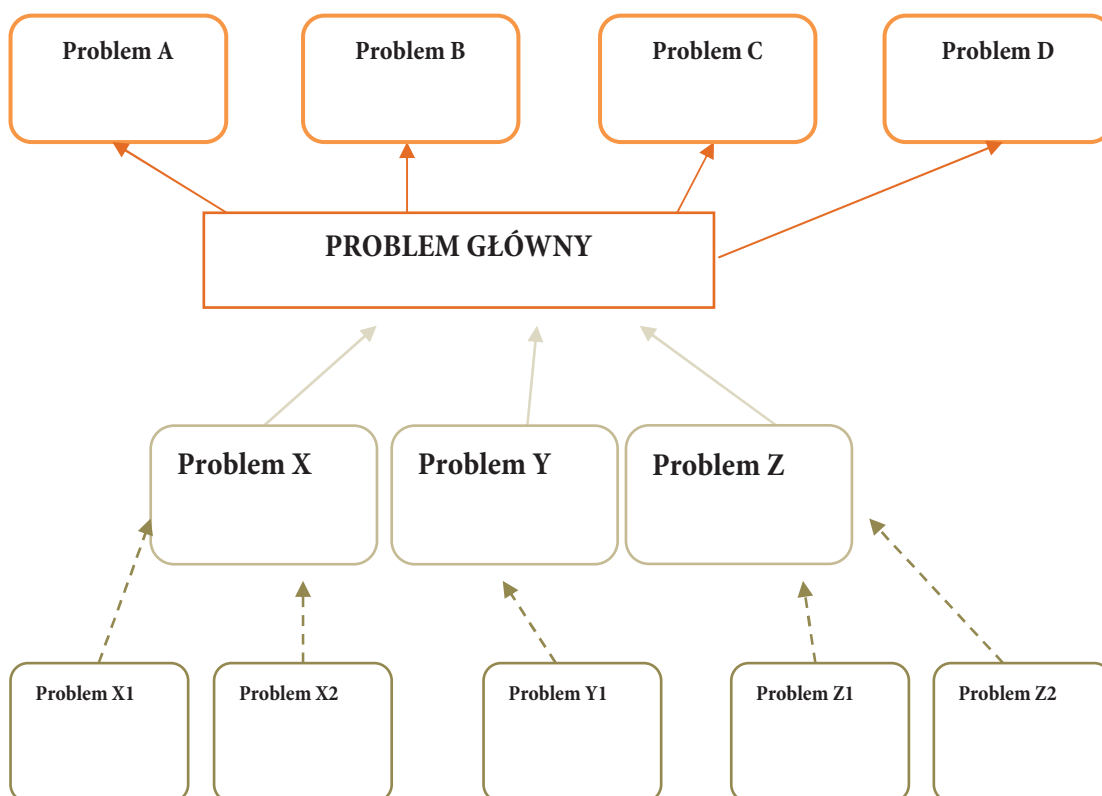 Problem A
Problem B
Problem C
Problem D
PROBLEM GŁÓWNY
Problem X
Problem Y
Problem Z
Problem X1
Problem X2
Problem Y1
Problem Z1
Problem Z2